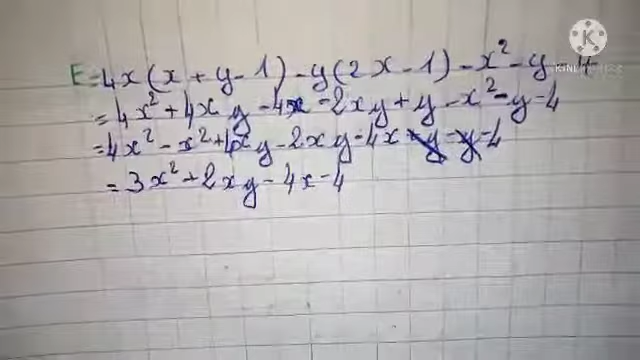 E=4x(x+y-1)-y(2x-1)-x²-y-4
=4x²+4xy-4x-2xy+y-x²-y-4
=4x²-x²+4xy-2xy-4x+y-y-4
=3x²+2xy-4x-4